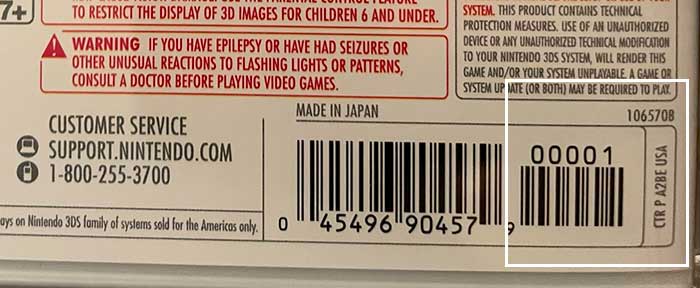 7+
TO RESTRICT THE DISPLAY OF 3D IMAGES FOR CHILDREN 6 AND UNDER.
WARNING IF YOU HAVE EPILEPSY OR HAVE HAD SEIZURES OR
OTHER UNUSUAL REACTIONS TO FLASHING LIGHTS OR PATTERNS,
CONSULT A DOCTOR BEFORE PLAYING VIDEO GAMES.
SYSTEM. THIS PRODUCT CONTAINS TECHNICAL
PROTECTION MEASURES. USE OF AN UNAUTHORIZED
DEVICE OR ANY UNAUTHORIZED TECHNICAL MODIFICATION
TO YOUR NINTENDO 3DS SYSTEM, WILL RENDER THIS
GAME AND/OR YOUR SYSTEM UNPLAYABLE. A GAME OR
SYSTEM UPDATE (OR BOTH) MAY BE REQUIRED TO PLAY.
CUSTOMER SERVICE
SUPPORT.NINTENDO.COM
1-800-255-3700
ays on Nintendo 3DS family of systems sold for the Americas only.
MADE IN JAPAN
1065708
00001
0 45496 90457 9
CTR P A2BE USA